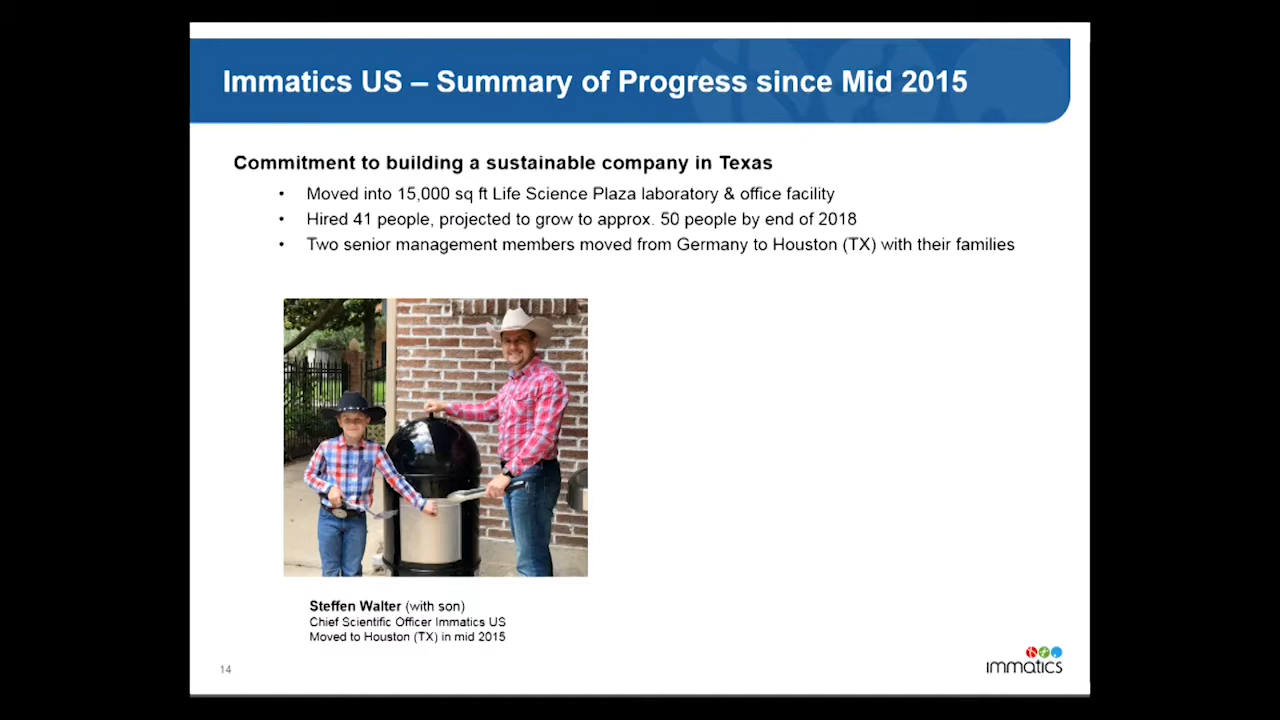 Immatics US – Summary of Progress since Mid 2015
Commitment to building a sustainable company in Texas
• Moved into 15,000 sq ft Life Science Plaza laboratory & office facility
• Hired 41 people, projected to grow to approx. 50 people by end of 2018
• Two senior management members moved from Germany to Houston (TX) with their families
Steffen Walter (with son)
Chief Scientific Officer Immatics US
Moved to Houston (TX) in mid 2015
14
immatics